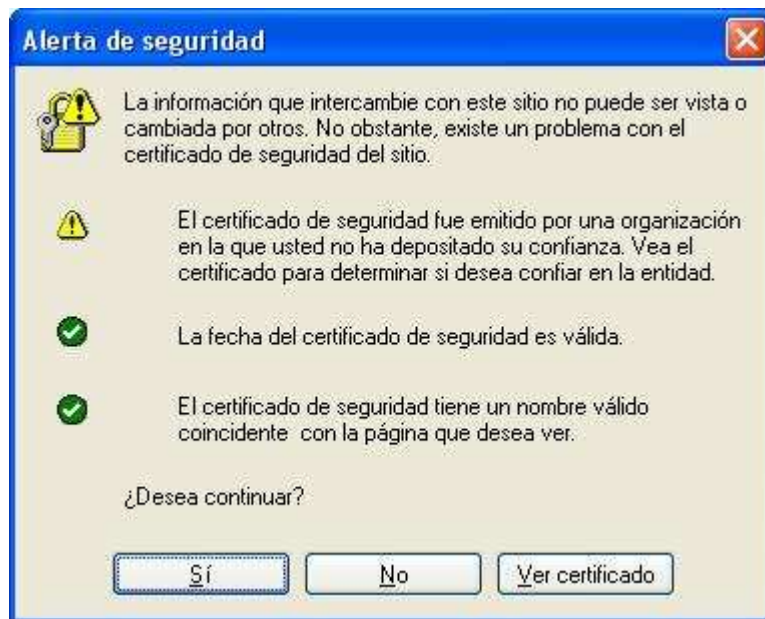 Alerta de seguridad
La información que intercambie con este sitio no puede ser vista o
cambiada por otros. No obstante, existe un problema con el
certificado de seguridad del sitio.
El certificado de seguridad fue emitido por una organización
en la que usted no ha depositado su confianza. Vea el
certificado para determinar si desea confiar en la entidad.
La fecha del certificado de seguridad es válida.
El certificado de seguridad tiene un nombre válido
coincidente con la página que desea ver.
¿Desea continuar?
Sí No Ver certificado